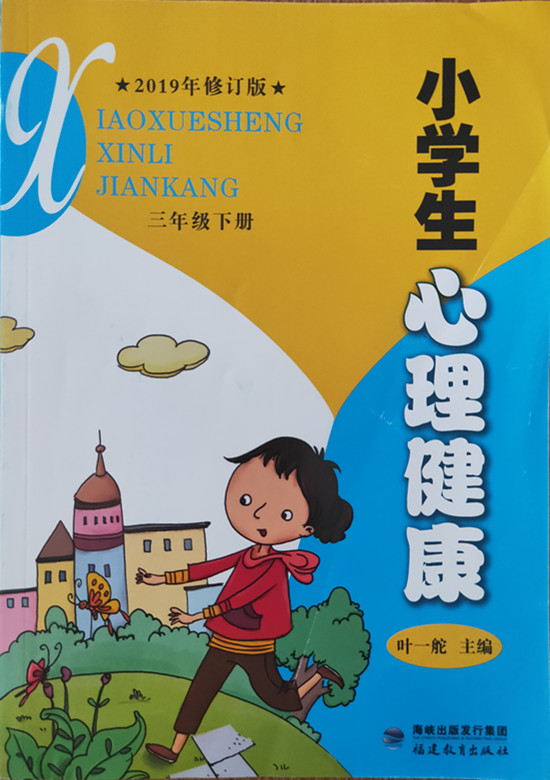 ★2019年修订版★
XIAOXUESHENG
XINLI
JIANKANG
三年级下册
小学生
心理健康
叶一舵 主编
海峡出版发行集团
福建教育出版社